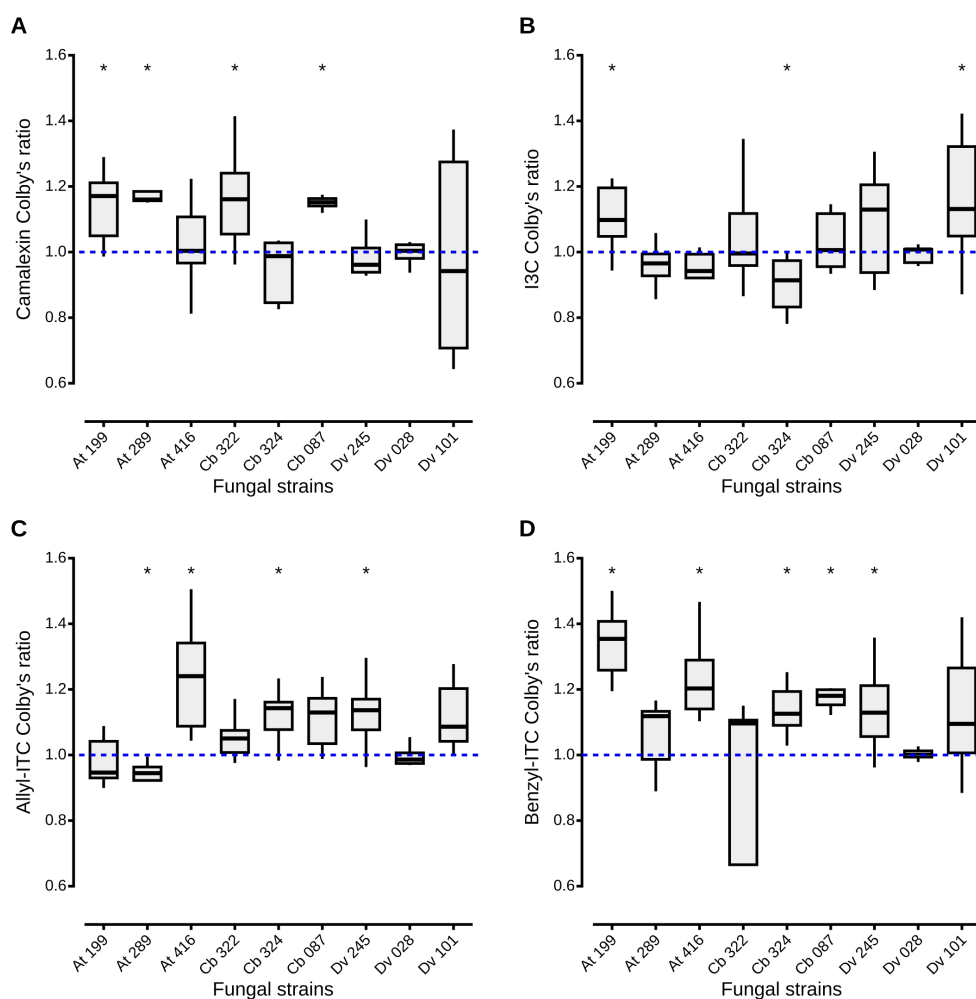 A
Camalexin Colby's ratio
1.6
1.4
1.2
1.0
0.8
0.6
* * * *
At 199 At 289 At 416 Cb 322 Cb 324 Cb 087 Dv 245 Dv 028 Dv 101
Fungal strains
B
I3C Colby's ratio
1.6
1.4
1.2
1.0
0.8
0.6
* * *
At 199 At 289 At 416 Cb 322 Cb 324 Cb 087 Dv 245 Dv 028 Dv 101
Fungal strains
C
Allyl-ITC Colby's ratio
1.6
1.4
1.2
1.0
0.8
0.6
* * * *
At 199 At 289 At 416 Cb 322 Cb 324 Cb 087 Dv 245 Dv 028 Dv 101
Fungal strains
D
Benzyl-ITC Colby's ratio
1.6
1.4
1.2
1.0
0.8
0.6
* * * * *
At 199 At 289 At 416 Cb 322 Cb 324 Cb 087 Dv 245 Dv 028 Dv 101
Fungal strains